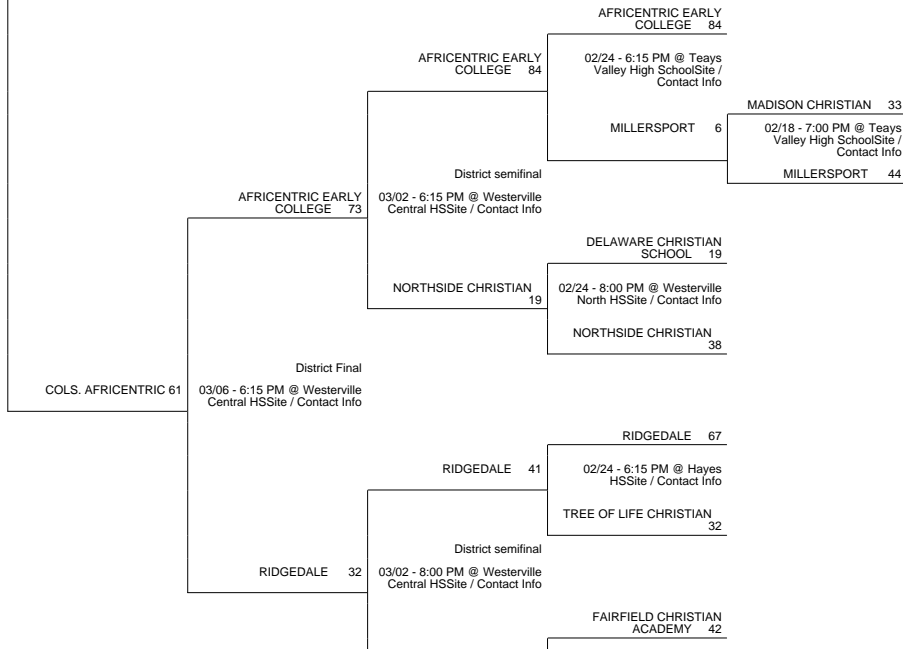 AFRICENTRIC EARLY
COLLEGE 84
AFRICENTRIC EARLY
COLLEGE 84
02/24 - 6:15 PM @ Teays
Valley High SchoolSite /
Contact Info
MADISON CHRISTIAN 33
MILLERSPORT 6
02/18 - 7:00 PM @ Teays
Valley High SchoolSite /
Contact Info
MILLERSPORT 44
District semifinal
AFRICENTRIC EARLY
COLLEGE 73
03/02 - 6:15 PM @ Westerville
Central HSSite / Contact Info
DELAWARE CHRISTIAN
SCHOOL 19
NORTHSIDE CHRISTIAN
19
02/24 - 8:00 PM @ Westerville
North HSSite / Contact Info
NORTHSIDE CHRISTIAN
38
District Final
COLS. AFRICENTRIC 61
03/06 - 6:15 PM @ Westerville
Central HSSite / Contact Info
RIDGEDALE 67
RIDGEDALE 41
02/24 - 6:15 PM @ Hayes
HSSite / Contact Info
TREE OF LIFE CHRISTIAN
32
District semifinal
RIDGEDALE 32
03/02 - 8:00 PM @ Westerville
Central HSSite / Contact Info
FAIRFIELD CHRISTIAN
ACADEMY 42